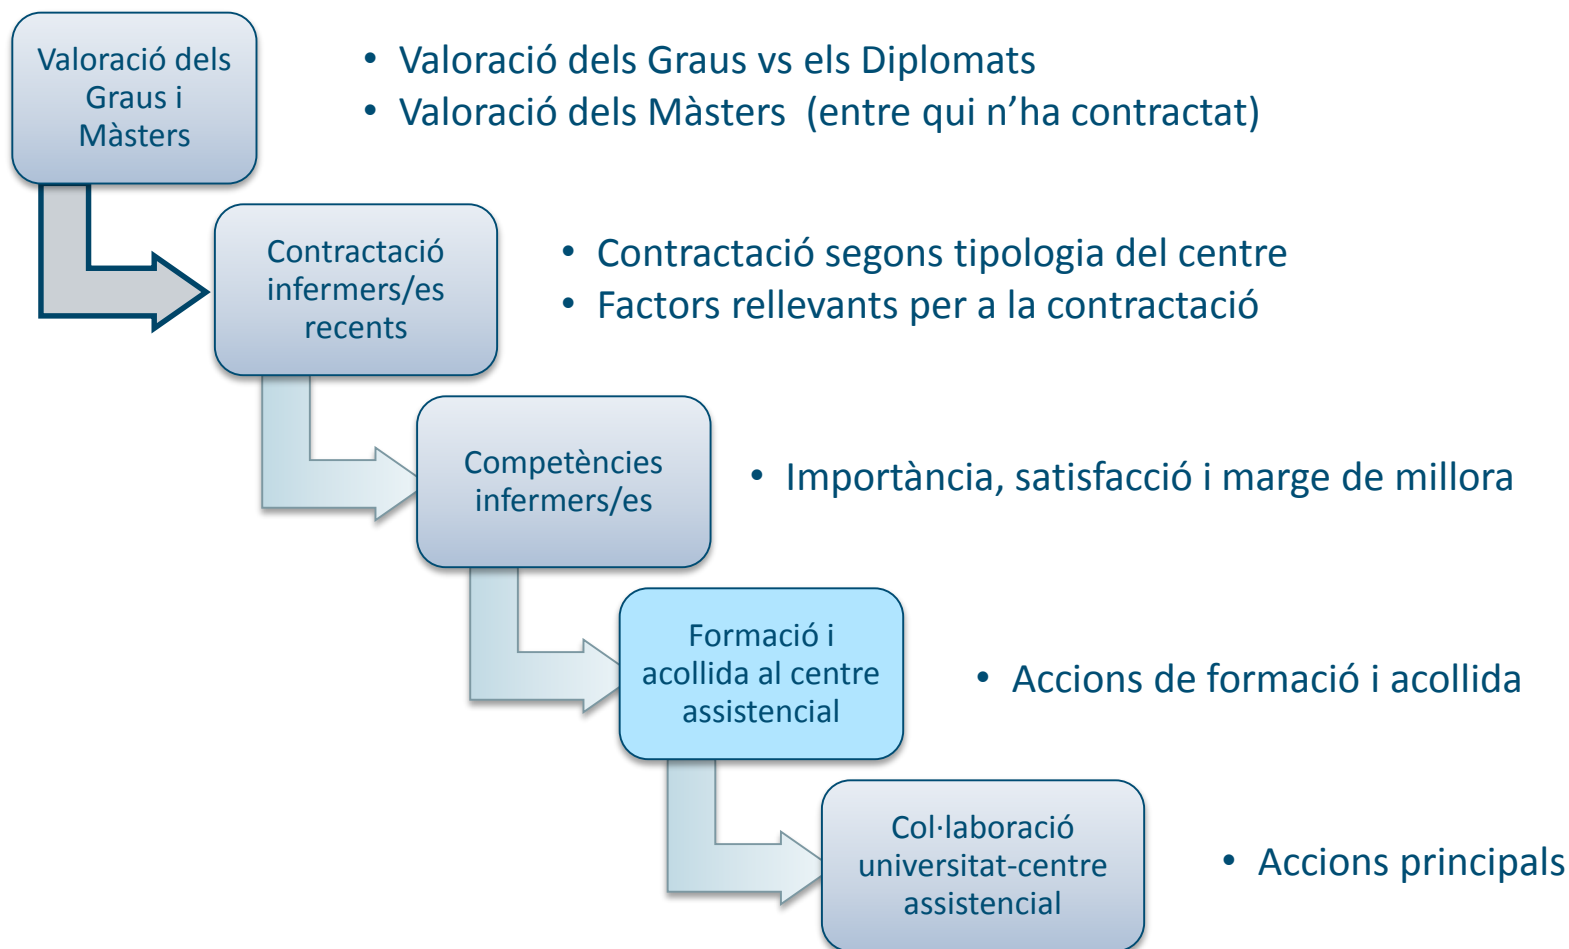 Valoració dels
Graus i
Màsters
• Valoració dels Graus vs els Diplomats
• Valoració dels Màsters (entre qui n’ha contractat)
Contractació
infermers/es
recents
• Contractació segons tipologia del centre
• Factors rellevants per a la contractació
Competències
infermers/es
• Importància, satisfacció i marge de millora
Formació i
acollida al centre
assistencial
• Accions de formació i acollida
Col·laboració
universitat-centre
assistencial
• Accions principals